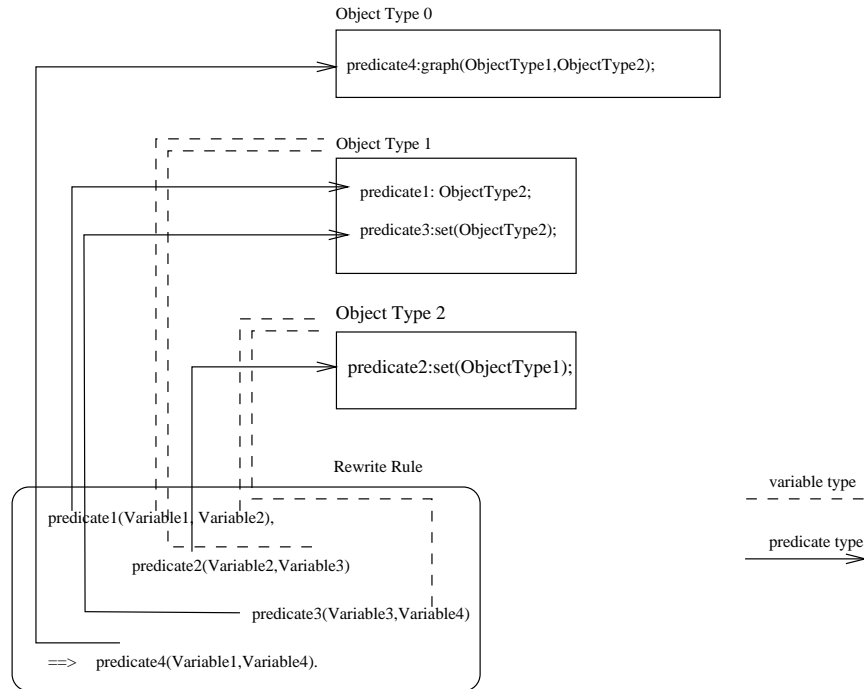 Object Type 0
predicate4:graph(ObjectType1,ObjectType2);
Object Type 1
predicate1: ObjectType2;
predicate3:set(ObjectType2);
Object Type 2
predicate2:set(ObjectType1);
Rewrite Rule
variable type
predicate1(Variable1, Variable2),
predicate type
predicate2(Variable2,Variable3)
predicate3(Variable3,Variable4)
==> predicate4(Variable1,Variable4).